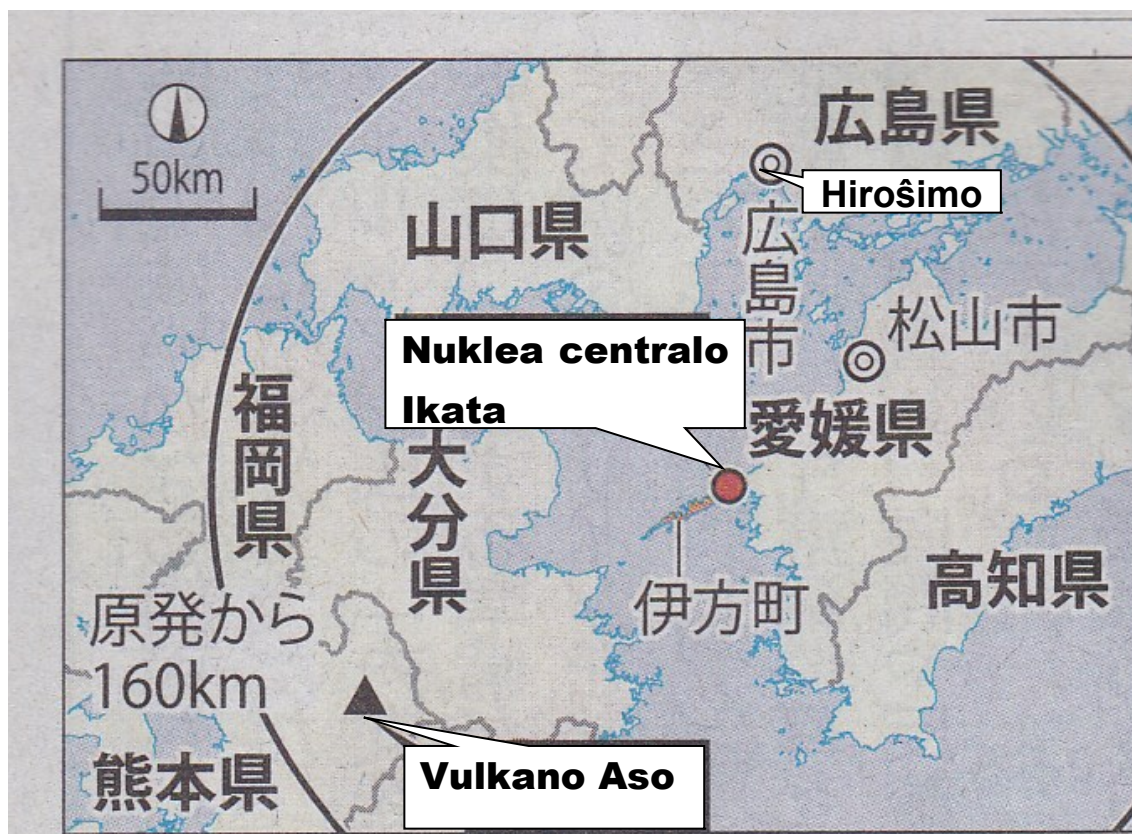 50km
広島県
Hiroŝimo
山口県
広島市
松山市
Nuklea centralo
Ikata
愛媛県
福岡県
大分県
高知県
伊方町
原発から
160km
Vulkano Aso
熊本県